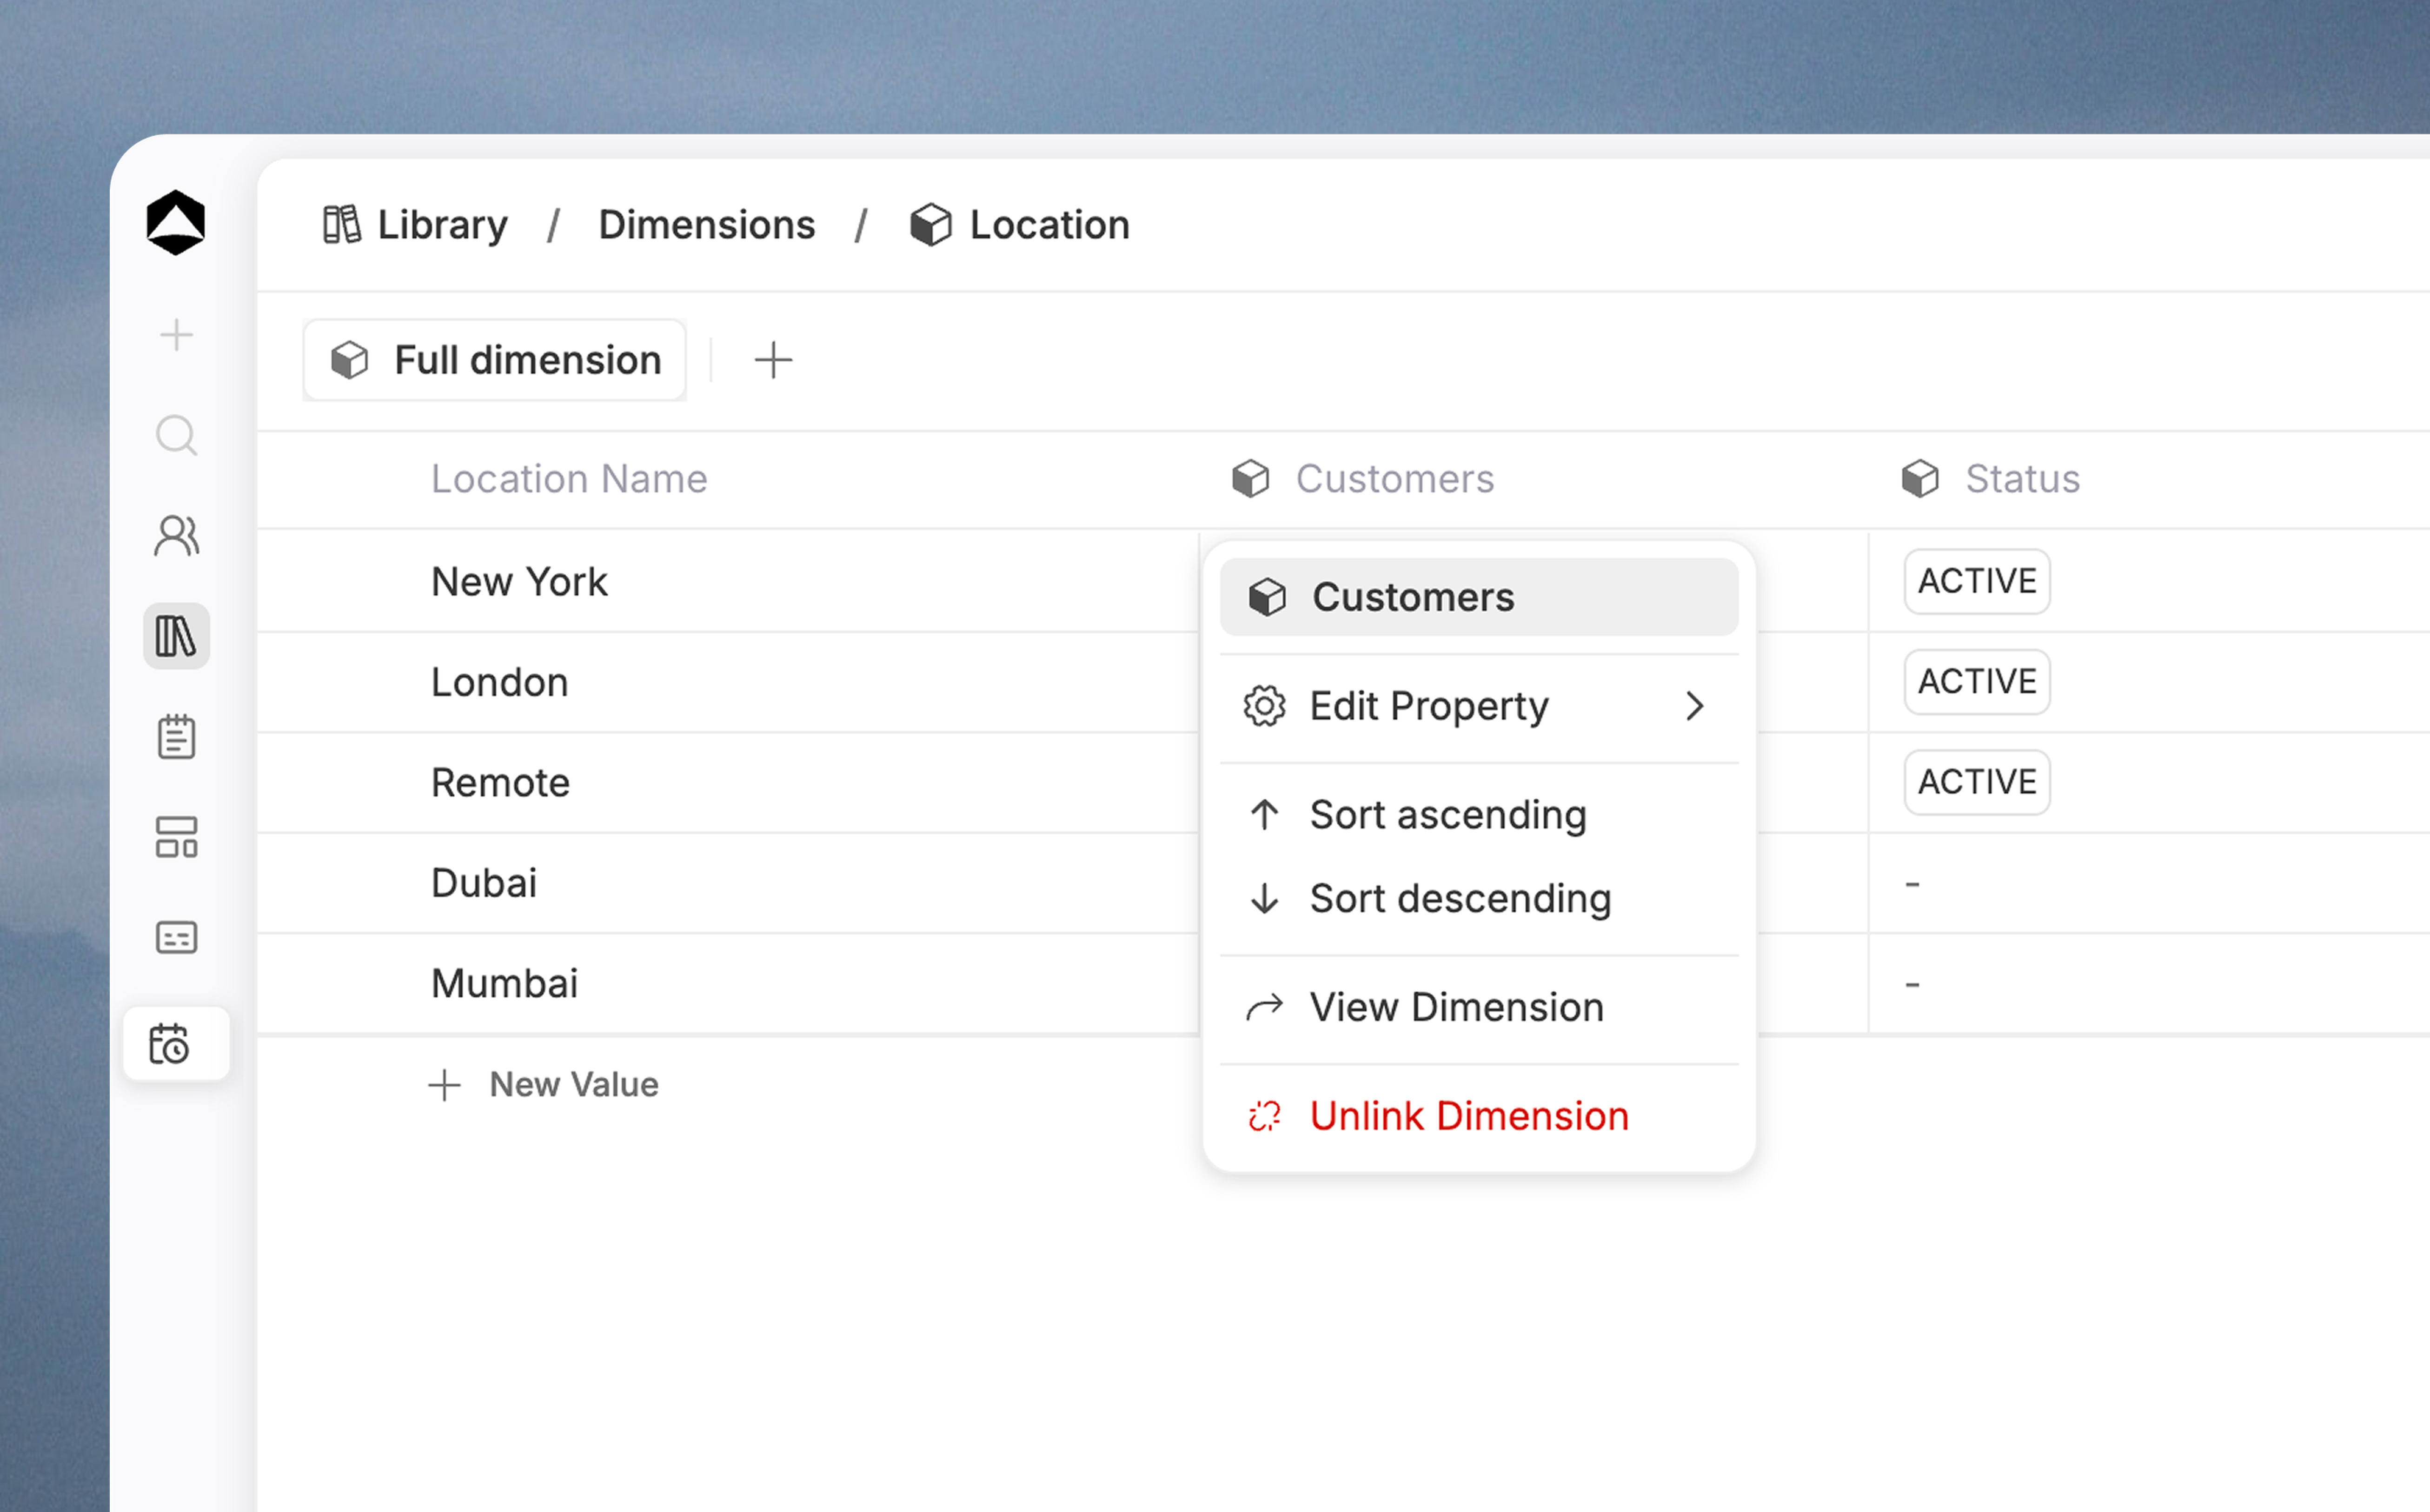 Library / Dimensions / Location
Full dimension
Location Name Customers Status
New York ACTIVE
London ACTIVE
Remote ACTIVE
Dubai -
Mumbai -
New Value
Customers
Edit Property
Sort ascending
Sort descending
View Dimension
Unlink Dimension